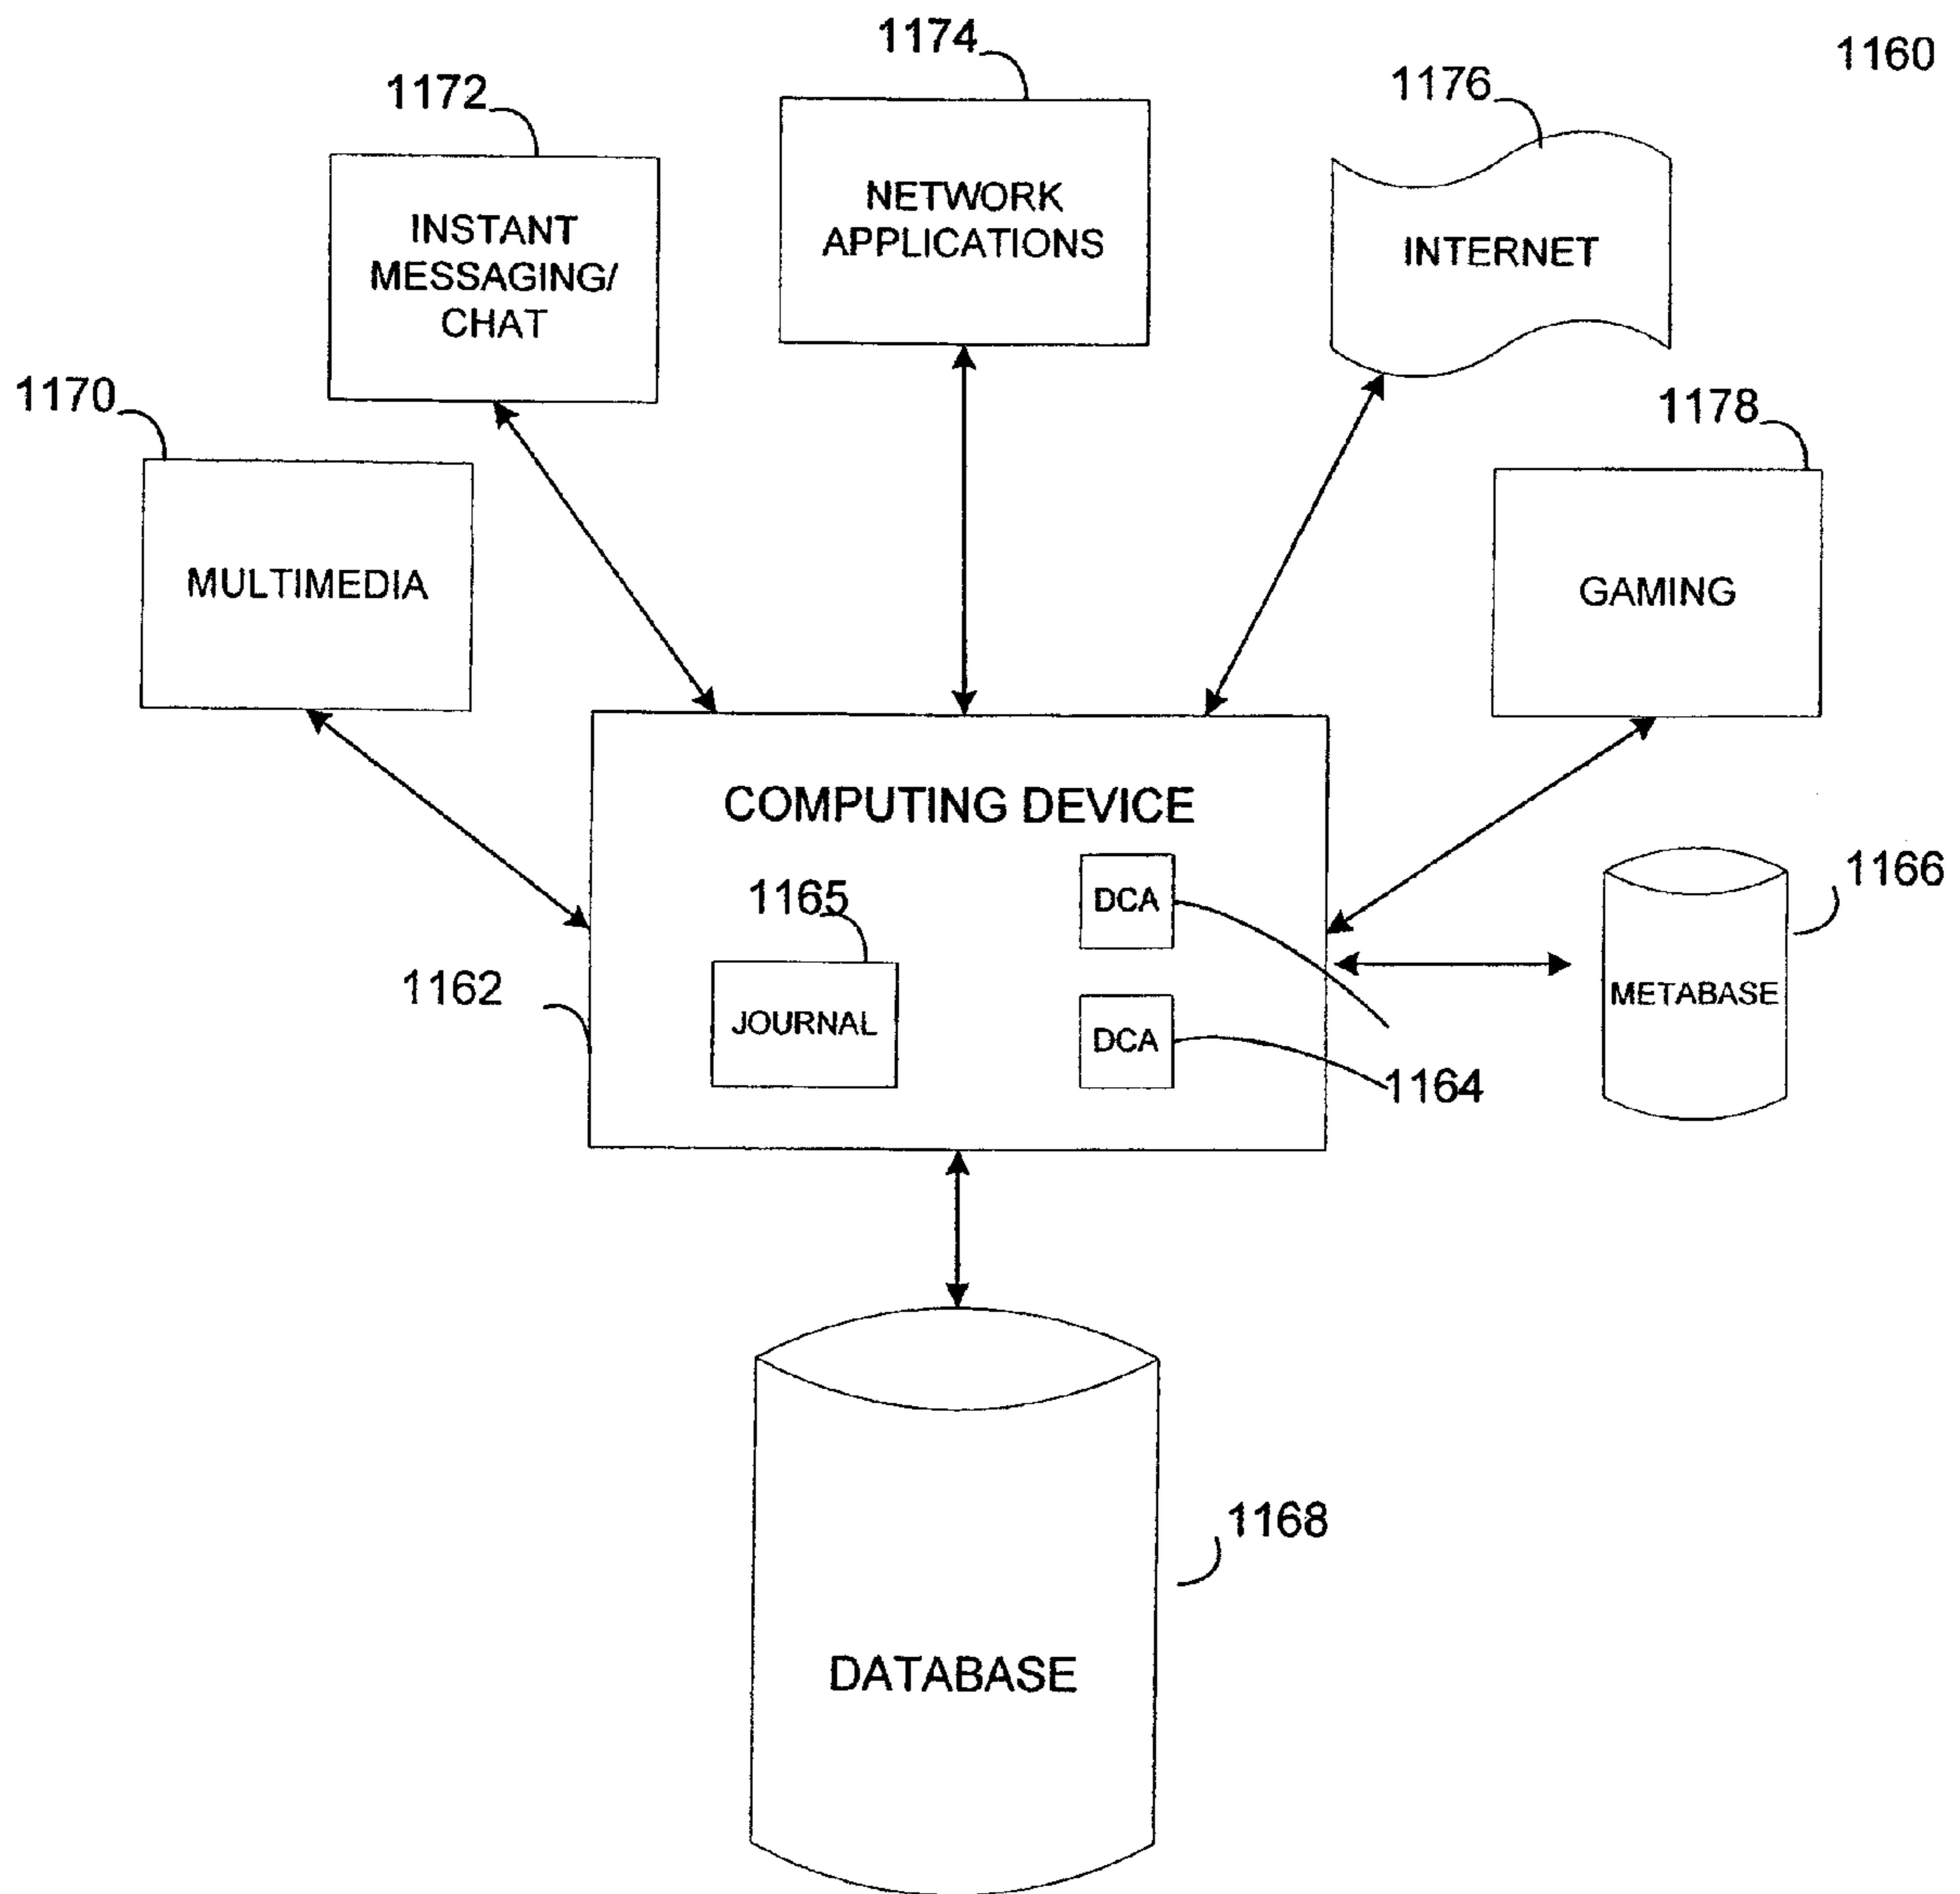 1174
1160
1172
1176
NETWORK
APPLICATIONS
INSTANT
MESSAGING/
CHAT
INTERNET
1170
1178
MULTIMEDIA
GAMING
COMPUTING DEVICE
1166
1165
DCA
1162
JOURNAL
METABASE
DCA
1164
1168
DATABASE